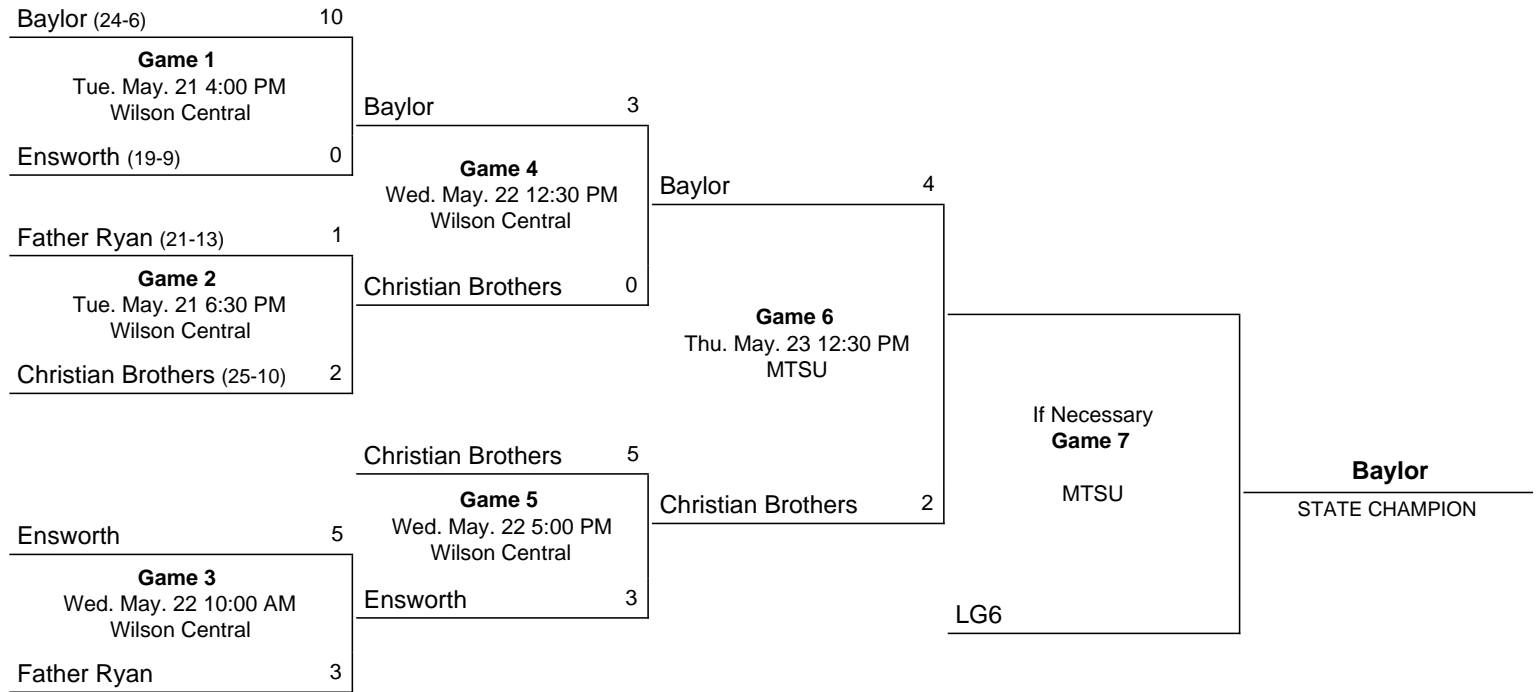 Baylor (24-6) 10
Game 1
Tue. May. 21 4:00 PM
Wilson Central
Ensworth (19-9) 0
Father Ryan (21-13) 1
Game 2
Tue. May. 21 6:30 PM
Wilson Central
Christian Brothers (25-10) 2
Ensworth 5
Game 3
Wed. May. 22 10:00 AM
Wilson Central
Father Ryan 3
Baylor 3
Game 4
Wed. May. 22 12:30 PM
Wilson Central
Christian Brothers 0
Christian Brothers 5
Game 5
Wed. May. 22 5:00 PM
Wilson Central
Ensworth 3
Baylor 4
Game 6
Thu. May. 23 12:30 PM
MTSU
Christian Brothers 2
If Necessary
Game 7
MTSU
LG6
Baylor
STATE CHAMPION